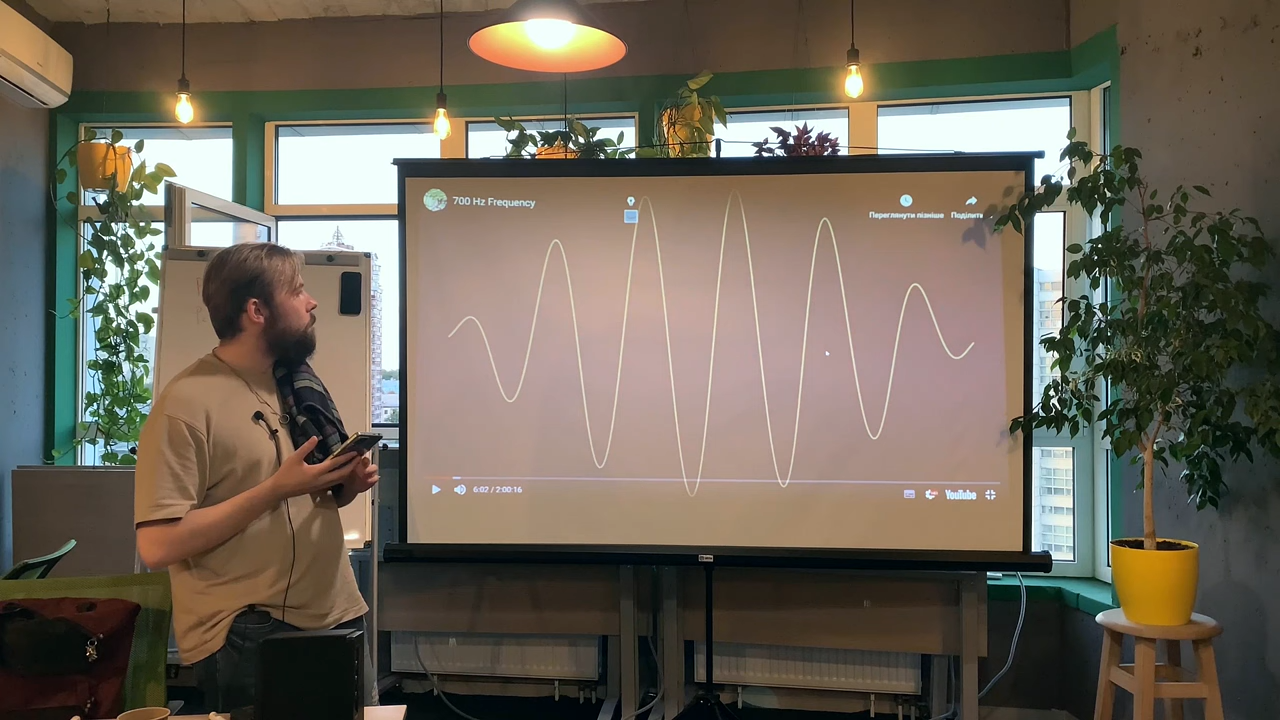 700 Hz Frequency
Переглянути пізніше
Поділитися
6:02 / 2:00:16
YouTube